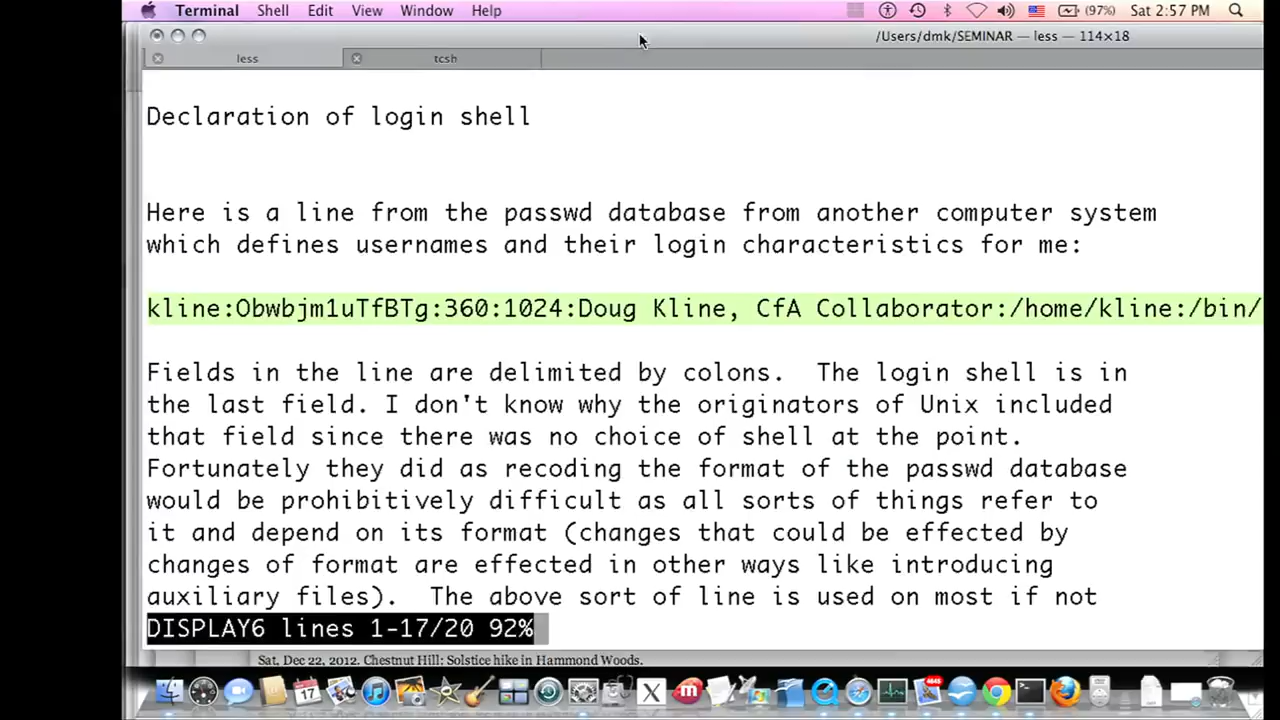 Terminal Shell Edit View Window Help (97%) Sat 2:57 PM
/Users/dmk/SEMINAR — less — 114×18
less tcsh
Declaration of login shell
Here is a line from the passwd database from another computer system
which defines usernames and their login characteristics for me:
kline:Obwbjm1uTfBTg:360:1024:Doug Kline, CfA Collaborator:/home/kline:/bin/
Fields in the line are delimited by colons.  The login shell is in
the last field. I don't know why the originators of Unix included
that field since there was no choice of shell at the point.
Fortunately they did as recoding the format of the passwd database
would be prohibitively difficult as all sorts of things refer to
it and depend on its format (changes that could be effected by
changes of format are effected in other ways like introducing
auxiliary files).  The above sort of line is used on most if not
DISPLAY6 lines 1-17/20 92%
Sat, Dec 22, 2012. Chestnut Hill; Solstice hike in Hammond Woods.
17